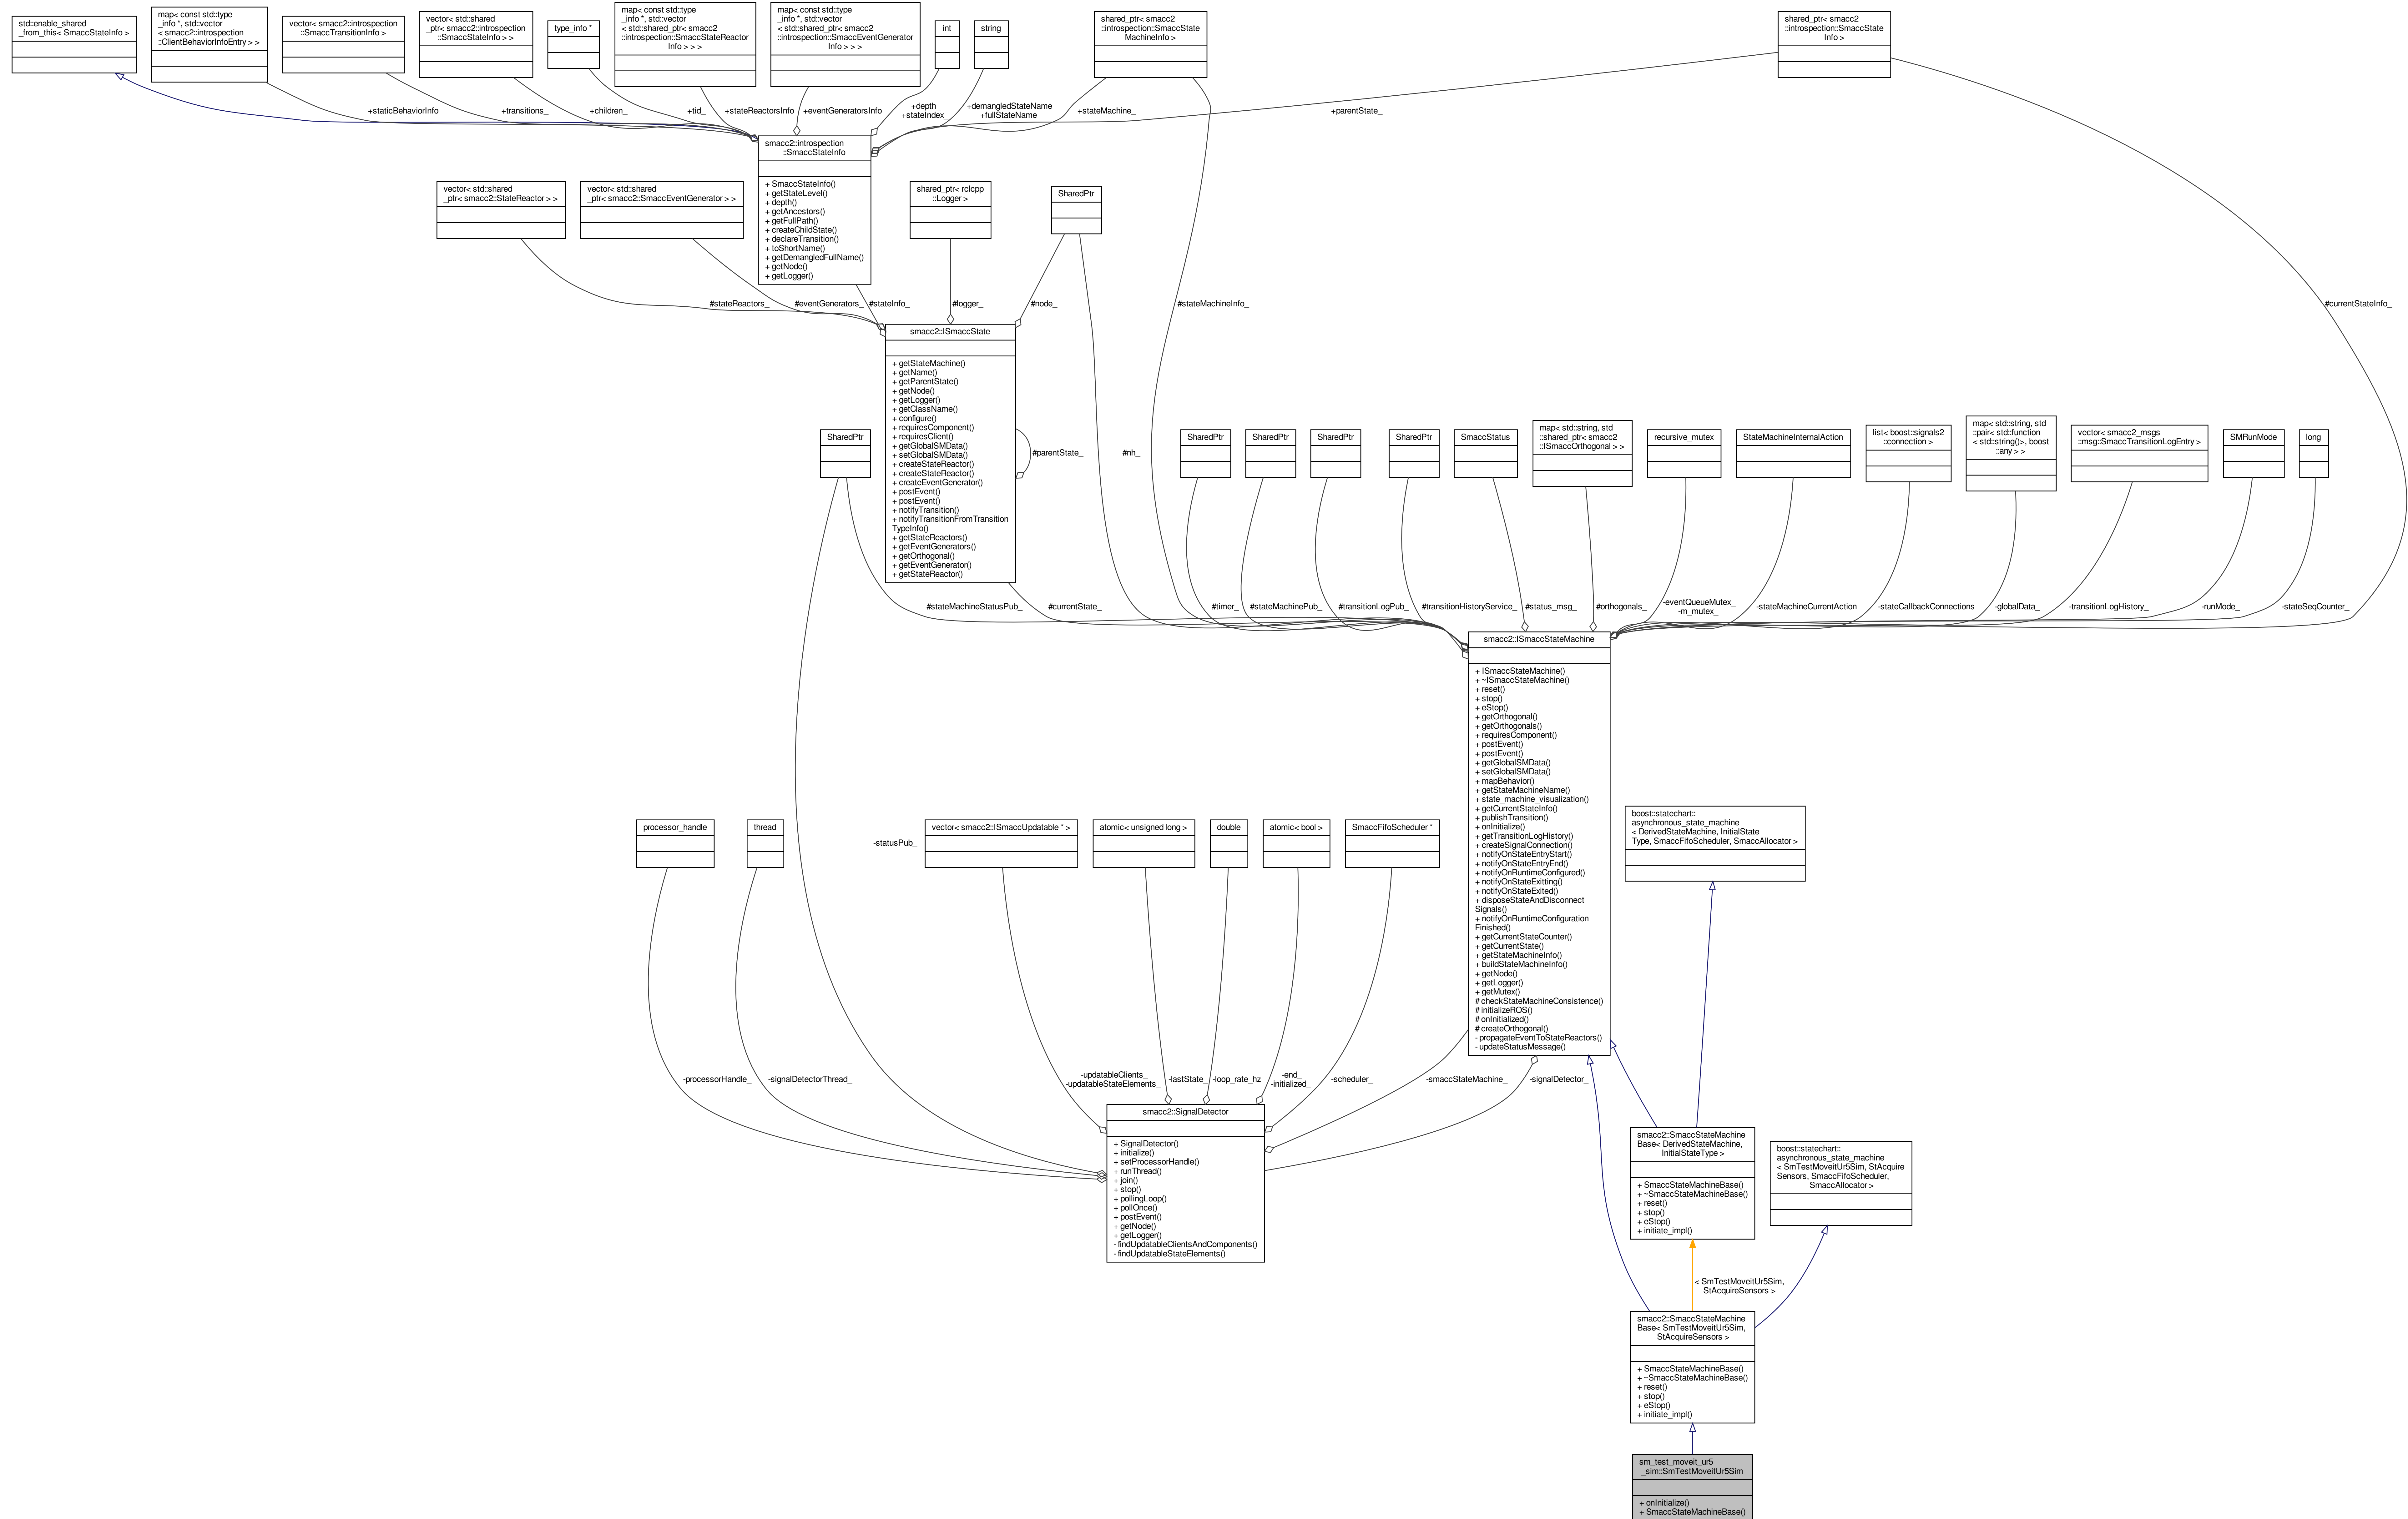 std::enable_shared
_from_this< SmaccStateInfo >
map< const std::type
_info *, std::vector
< smacc2::introspection
::ClientBehaviorInfoEntry > >
vector< smacc2::introspection
::SmaccTransitionInfo >
vector< std::shared
_ptr< smacc2::introspection
::SmaccStateInfo > >
type_info *
map< const std::type
_info *, std::vector
< std::shared_ptr< smacc2
::introspection::SmaccStateReactor
Info > > >
map< const std::type
_info *, std::vector
< std::shared_ptr< smacc2
::introspection::SmaccEventGenerator
Info > > >
int
string
shared_ptr< smacc2
::introspection::SmaccState
MachineInfo >
shared_ptr< smacc2
::introspection::SmaccState
Info >
+staticBehaviorInfo
+transitions_
+children_
+tid_
+stateReactorsInfo
+eventGeneratorsInfo
+depth_
+stateIndex_
+demangledStateName
+fullStateName
+stateMachine_
+parentState_
smacc2::introspection
::SmaccStateInfo
+ SmaccStateInfo()
+ getStateLevel()
+ depth()
+ getAncestors()
+ getFullPath()
+ createChildState()
+ declareTransition()
+ toShortName()
+ getDemangledFullName()
+ getNode()
+ getLogger()
vector< std::shared
_ptr< smacc2::StateReactor > >
vector< std::shared
_ptr< smacc2::SmaccEventGenerator > >
shared_ptr< rclcpp
::Logger >
SharedPtr
#stateReactors_
#eventGenerators_
#stateInfo_
#logger_
#node_
#stateMachineInfo_
#currentStateInfo_
smacc2::ISmaccState
+ getStateMachine()
+ getName()
+ getParentState()
+ getNode()
+ getLogger()
+ getClassName()
+ configure()
+ requiresComponent()
+ requiresClient()
+ getGlobalSMData()
+ setGlobalSMData()
+ createStateReactor()
+ createStateReactor()
+ createEventGenerator()
+ postEvent()
+ postEvent()
+ notifyTransition()
+ notifyTransitionFromTransition
TypeInfo()
+ getStateReactors()
+ getEventGenerators()
+ getOrthogonal()
+ getEventGenerator()
+ getStateReactor()
#parentState_
#nh_
SharedPtr
SharedPtr
SharedPtr
SharedPtr
SharedPtr
SmaccStatus
map< std::string, std
::shared_ptr< smacc2
::ISmaccOrthogonal > >
recursive_mutex
StateMachineInternalAction
list< boost::signals2
::connection >
map< std::string, std
::pair< std::function
< std::string()>, boost
::any > >
vector< smacc2_msgs
::msg::SmaccTransitionLogEntry >
SMRunMode
long
#stateMachineStatusPub_
#currentState_
#timer_
#stateMachinePub_
#transitionLogPub_
#transitionHistoryService_
#status_msg_
#orthogonals_
-eventQueueMutex_
-m_mutex_
-stateMachineCurrentAction
-stateCallbackConnections
-globalData_
-transitionLogHistory_
-runMode_
-stateSeqCounter_
smacc2::ISmaccStateMachine
+ ISmaccStateMachine()
+ ~ISmaccStateMachine()
+ reset()
+ stop()
+ eStop()
+ getOrthogonal()
+ getOrthogonals()
+ requiresComponent()
+ postEvent()
+ postEvent()
+ getGlobalSMData()
+ setGlobalSMData()
+ mapBehavior()
+ getStateMachineName()
+ state_machine_visualization()
+ getCurrentStateInfo()
+ publishTransition()
+ onInitialize()
+ getTransitionLogHistory()
+ createSignalConnection()
+ notifyOnStateEntryStart()
+ notifyOnStateEntryEnd()
+ notifyOnRuntimeConfigured()
+ notifyOnStateExitting()
+ notifyOnStateExited()
+ disposeStateAndDisconnect
Signals()
+ notifyOnRuntimeConfiguration
Finished()
+ getCurrentStateCounter()
+ getCurrentState()
+ getStateMachineInfo()
+ buildStateMachineInfo()
+ getNode()
+ getLogger()
+ getMutex()
# checkStateMachineConsistence()
# initializeROS()
# onInitialized()
# createOrthogonal()
- propagateEventToStateReactors()
- updateStatusMessage()
processor_handle
thread
-statusPub_
vector< smacc2::ISmaccUpdatable * >
atomic< unsigned long >
double
atomic< bool >
SmaccFifoScheduler *
boost::statechart::
asynchronous_state_machine
< DerivedStateMachine, InitialState
Type, SmaccFifoScheduler, SmaccAllocator >
-processorHandle_
-signalDetectorThread_
-updatableClients_
-updatableStateElements_
-lastState_
-loop_rate_hz
-end_
-initialized_
-scheduler_
-smaccStateMachine_
-signalDetector_
smacc2::SignalDetector
+ SignalDetector()
+ initialize()
+ setProcessorHandle()
+ runThread()
+ join()
+ stop()
+ pollingLoop()
+ pollOnce()
+ postEvent()
+ getNode()
+ getLogger()
- findUpdatableClientsAndComponents()
- findUpdatableStateElements()
smacc2::SmaccStateMachine
Base< DerivedStateMachine,
InitialStateType >
+ SmaccStateMachineBase()
+ ~SmaccStateMachineBase()
+ reset()
+ stop()
+ eStop()
+ initiate_impl()
boost::statechart::
asynchronous_state_machine
< SmTestMoveitUr5Sim, StAcquire
Sensors, SmaccFifoScheduler,
SmaccAllocator >
< SmTestMoveitUr5Sim,
StAcquireSensors >
smacc2::SmaccStateMachine
Base< SmTestMoveitUr5Sim,
StAcquireSensors >
+ SmaccStateMachineBase()
+ ~SmaccStateMachineBase()
+ reset()
+ stop()
+ eStop()
+ initiate_impl()
sm_test_moveit_ur5
_sim::SmTestMoveitUr5Sim
+ onInitialize()
+ SmaccStateMachineBase()